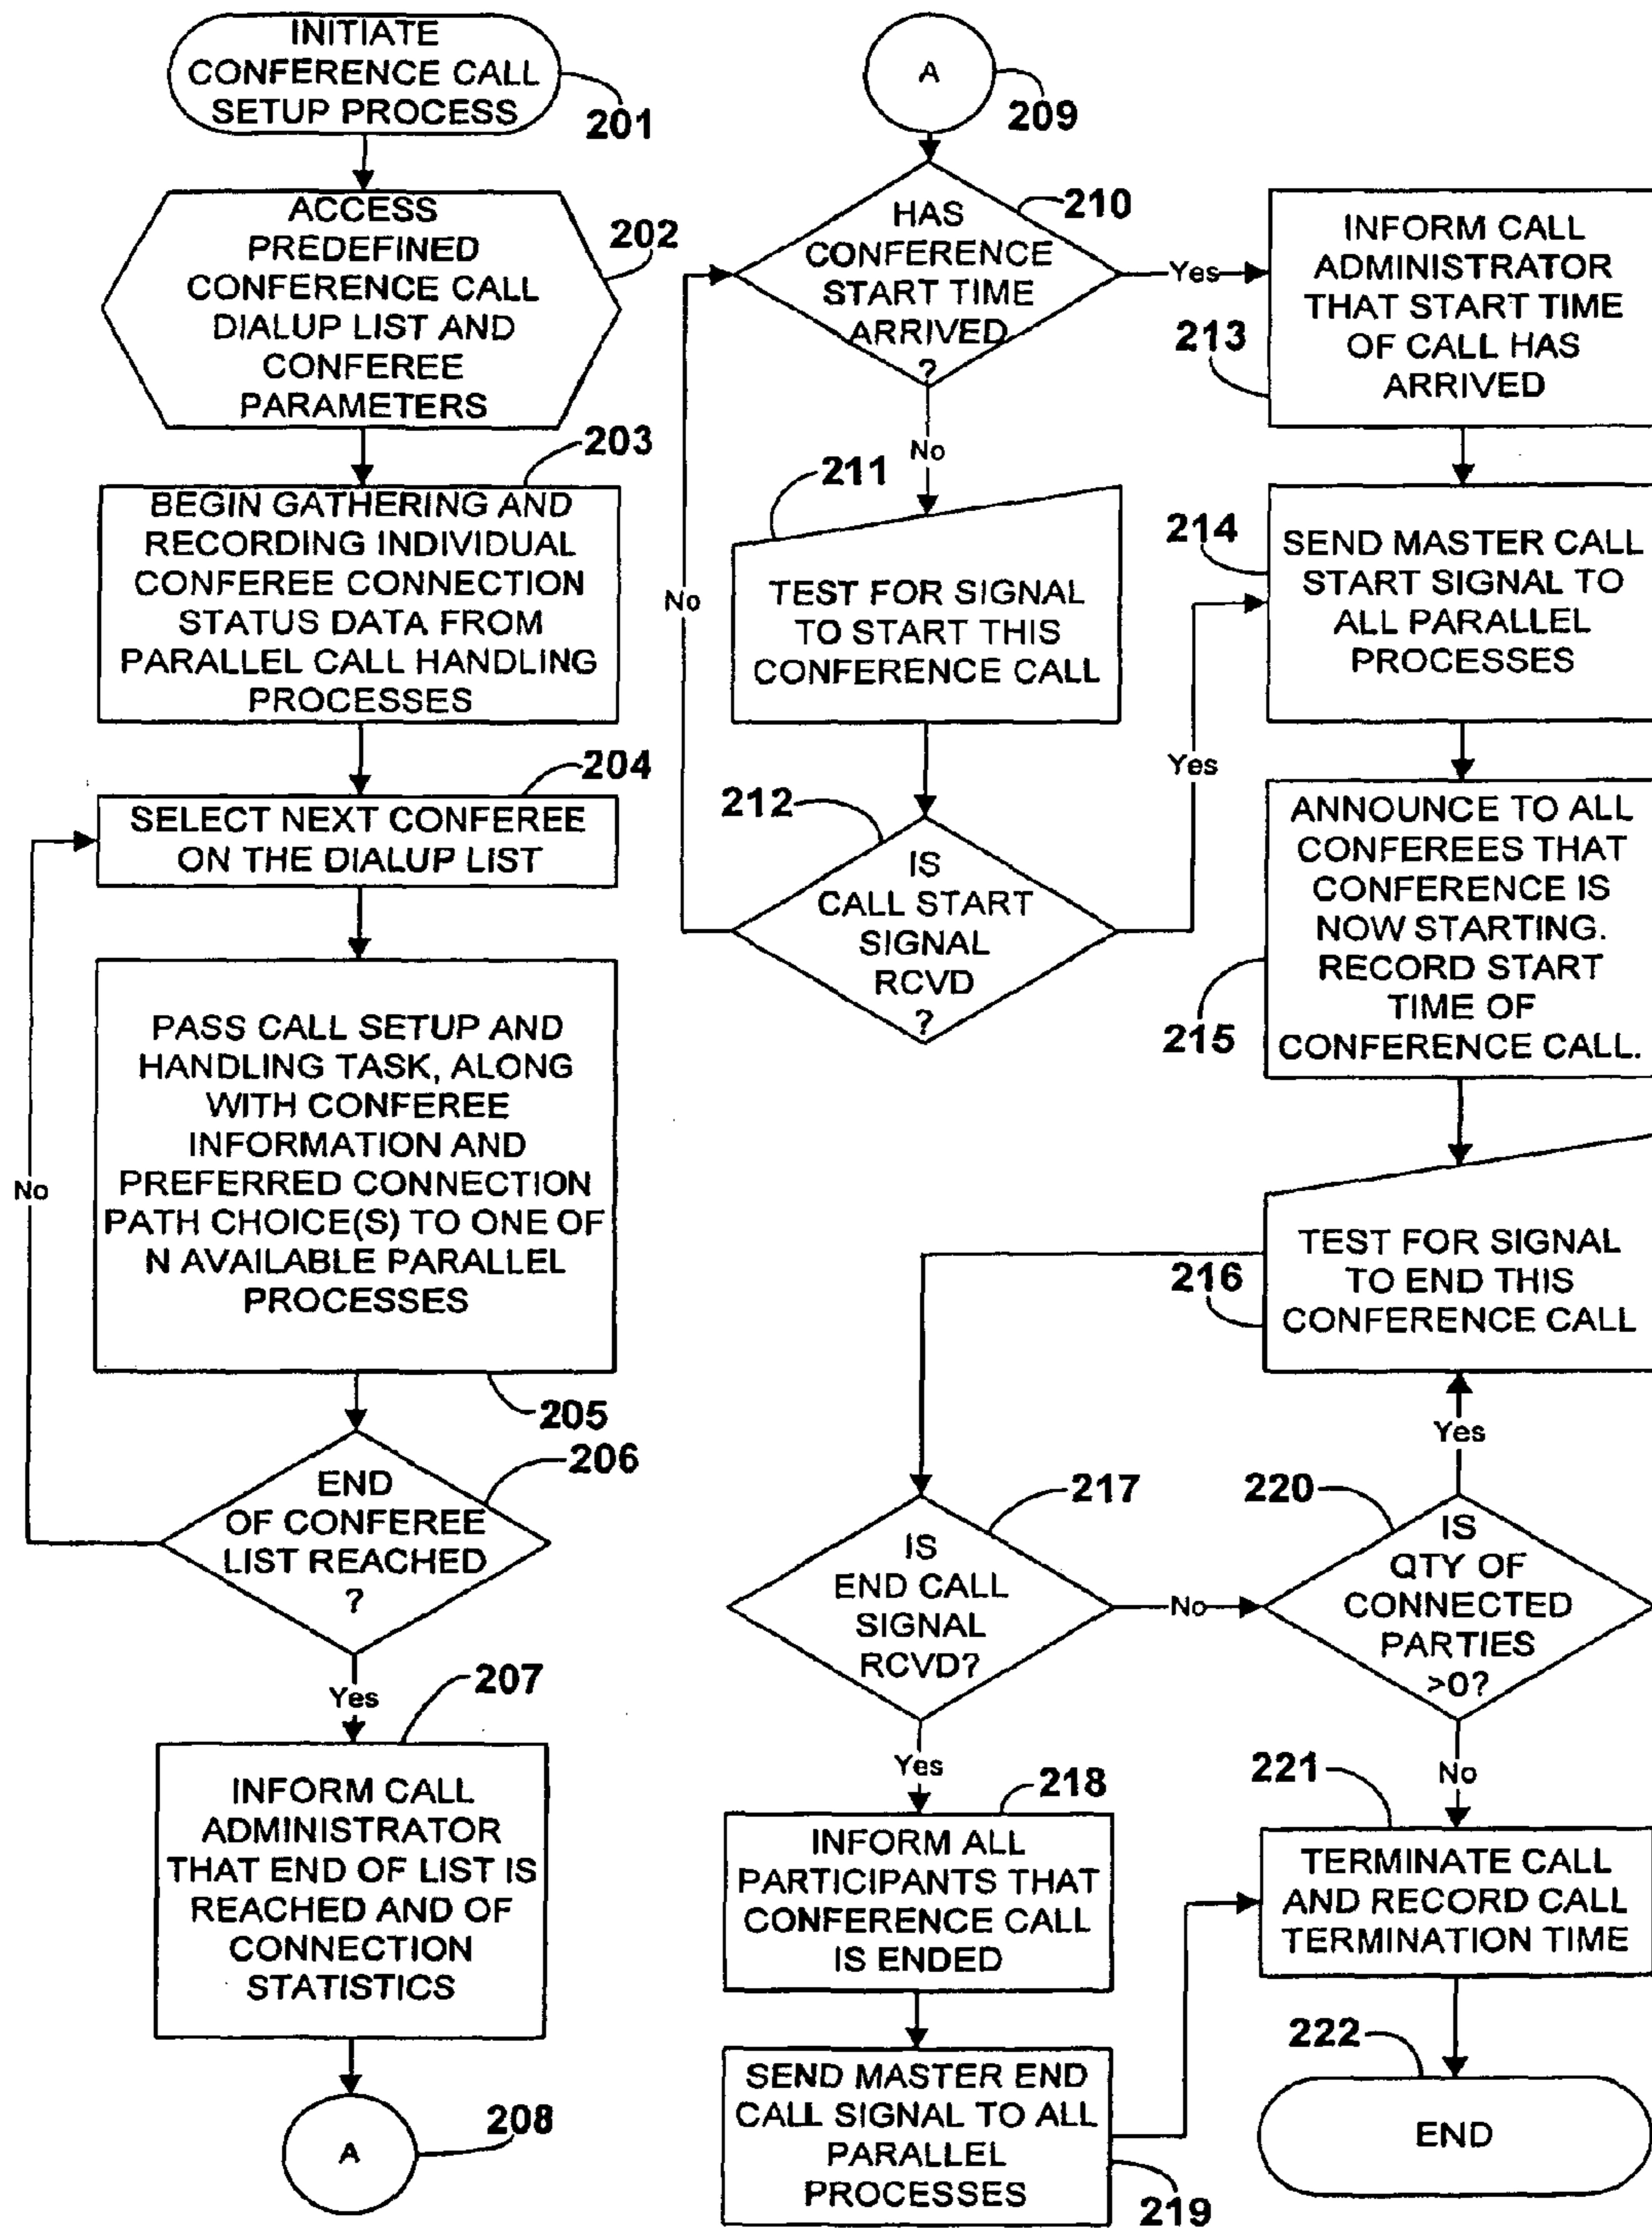 INITIATE
CONFERENCE CALL
SETUP PROCESS
201
ACCESS
PREDEFINED
CONFERENCE CALL
DIALUP LIST AND
CONFEREE
PARAMETERS
202
203
BEGIN GATHERING AND
RECORDING INDIVIDUAL
CONFEREE CONNECTION
STATUS DATA FROM
PARALLEL CALL HANDLING
PROCESSES
204
SELECT NEXT CONFEREE
ON THE DIALUP LIST
PASS CALL SETUP AND
HANDLING TASK, ALONG
WITH CONFEREE
INFORMATION AND
PREFERRED CONNECTION
PATH CHOICE(S) TO ONE OF
N AVAILABLE PARALLEL
PROCESSES
No
205
206
END
OF CONFEREE
LIST REACHED
?
Yes
207
INFORM CALL
ADMINISTRATOR
THAT END OF LIST IS
REACHED AND OF
CONNECTION
STATISTICS
A
208
A
209
210
HAS
CONFERENCE
START TIME
ARRIVED
?
Yes
No
211
TEST FOR SIGNAL
TO START THIS
CONFERENCE CALL
No
212
IS
CALL START
SIGNAL
RCVD
?
Yes
INFORM CALL
ADMINISTRATOR
THAT START TIME
OF CALL HAS
ARRIVED
213
214
SEND MASTER CALL
START SIGNAL TO
ALL PARALLEL
PROCESSES
ANNOUNCE TO ALL
CONFEREES THAT
CONFERENCE IS
NOW STARTING.
RECORD START
TIME OF
CONFERENCE CALL.
215
TEST FOR SIGNAL
TO END THIS
CONFERENCE CALL
216
217
IS
END CALL
SIGNAL
RCVD?
No
Yes
220
IS
QTY OF
CONNECTED
PARTIES
>0?
Yes
No
218
INFORM ALL
PARTICIPANTS THAT
CONFERENCE CALL
IS ENDED
SEND MASTER END
CALL SIGNAL TO ALL
PARALLEL
PROCESSES
219
221
TERMINATE CALL
AND RECORD CALL
TERMINATION TIME
222
END